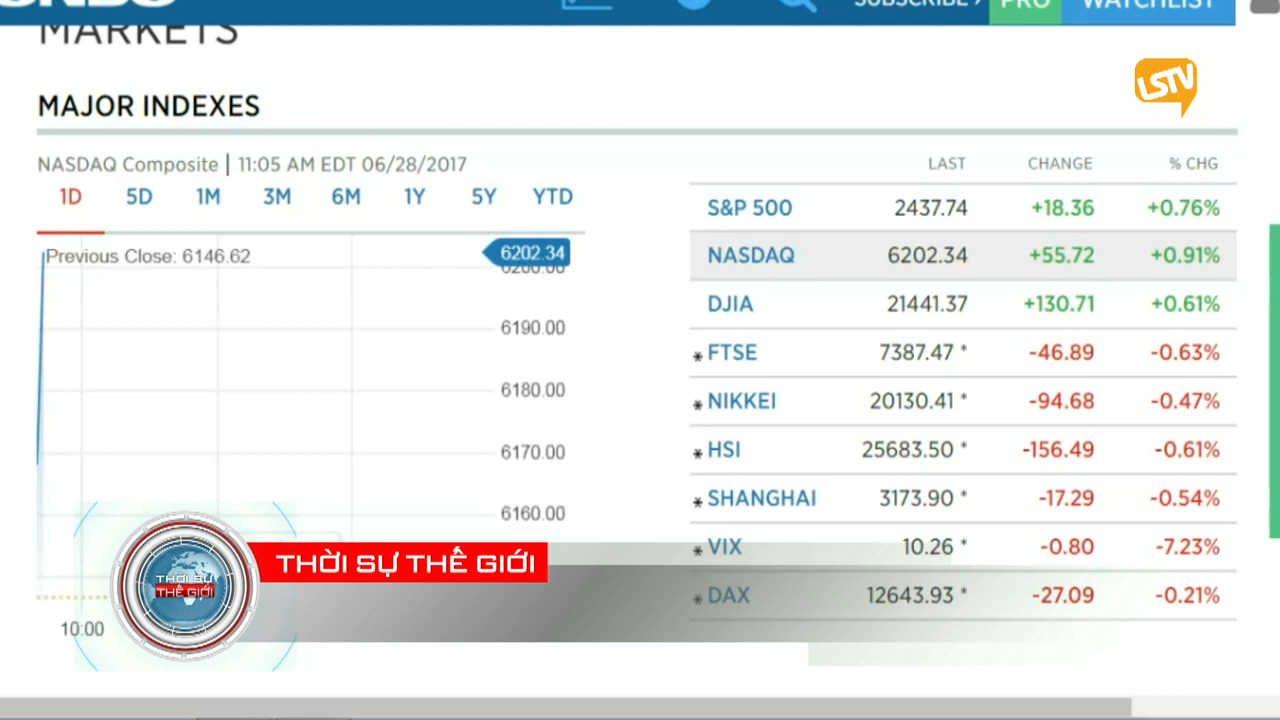 CNBC
SUBSCRIBE
PRO
WATCHLIST
MARKETS
LSTV
MAJOR INDEXES
NASDAQ Composite | 11:05 AM EDT 06/28/2017
1D 5D 1M 3M 6M 1Y 5Y YTD
Previous Close: 6146.62
6202.34
6200.00
6190.00
6180.00
6170.00
6160.00
10:00
LAST CHANGE % CHG
S&P 500 2437.74 +18.36 +0.76%
NASDAQ 6202.34 +55.72 +0.91%
DJIA 21441.37 +130.71 +0.61%
* FTSE 7387.47 * -46.89 -0.63%
* NIKKEI 20130.41 * -94.68 -0.47%
* HSI 25683.50 * -156.49 -0.61%
* SHANGHAI 3173.90 * -17.29 -0.54%
* VIX 10.26 * -0.80 -7.23%
* DAX 12643.93 * -27.09 -0.21%
THỜI SỰ THẾ GIỚI
THỜI SỰ
THẾ GIỚI